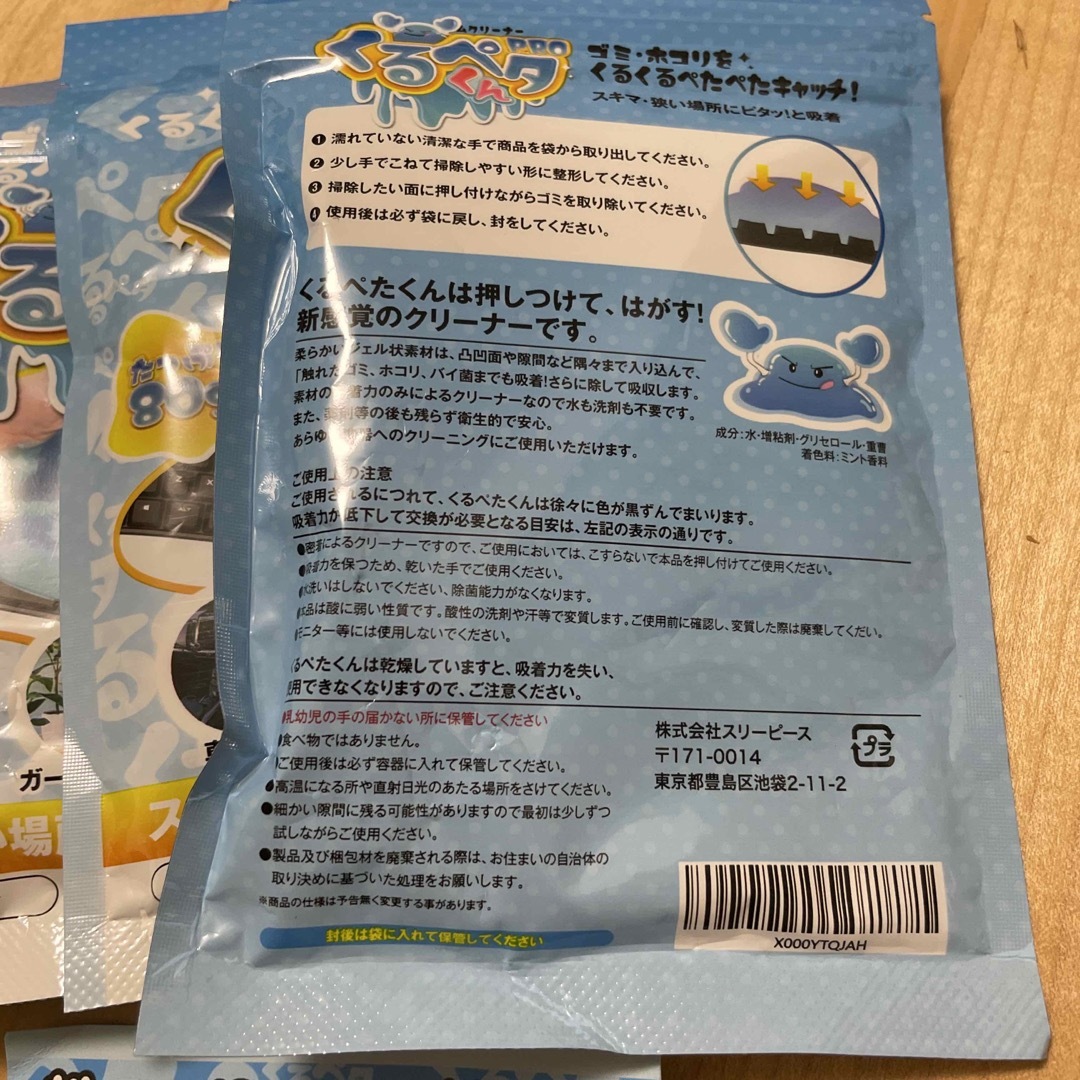 ムクリーナー
くるペタ PRO
くん
ゴミ・ホコリを
くるくるぺたぺたキャッチ!
スキマ・狭い場所にピタッ!と吸着
❶ 濡れていない清潔な手で商品を袋から取り出してください。
❷ 少し手でこねて掃除しやすい形に整形してください。
❸ 掃除したい面に押し付けながらゴミを取り除いてください。
❹ 使用後は必ず袋に戻し、封をしてください。
くるぺたくんは押しつけて、はがす!
新感覚のクリーナーです。
柔らかいジェル状素材は、凸凹面や隙間など隅々まで入り込んで、
「触れたゴミ、ホコリ、バイ菌までも吸着!さらに除して吸収します。
素材の吸着力のみによるクリーナーなので水も洗剤も不要です。
また、薬剤等の後も残らず衛生的で安心。
あらゆる 器へのクリーニングにご使用いただけます。
成分:水・増粘剤・グリセロール・重曹
着色料:ミント香料
ご使用上の注意
ご使用されるにつれて、くるぺたくんは徐々に色が黒ずんでまいります。
吸着力が低下して交換が必要となる目安は、左記の表示の通りです。
●密着によるクリーナーですので、ご使用においては、こすらないで本品を押し付けてご使用ください。
●吸着力を保つため、乾いた手でご使用ください。
●水洗いはしないでください、除菌能力がなくなります。
●本品は酸に弱い性質です。酸性の洗剤や汗等で変質します。ご使用前に確認し、変質した際は廃棄してくだい。
●モニター等には使用しないでください。
くるぺたくんは乾燥していますと、吸着力を失い、
使用できなくなりますので、ご注意ください。
●乳幼児の手の届かない所に保管してください
●食べ物ではありません。
●ご使用後は必ず容器に入れて保管してください。
●高温になる所や直射日光のあたる場所をさけてください。
●細かい隙間に残る可能性がありますので最初は少しずつ
試しながらご使用ください。
●製品及び梱包材を廃棄される際は、お住まいの自治体の
取り決めに基づいた処理をお願いします。
※商品の仕様は予告無く変更する事があります。
封後は袋に入れて保管してください
株式会社スリーピース
〒171-0014
東京都豊島区池袋2-11-2
プラ
X000YTQJAH
ガー
場
ス